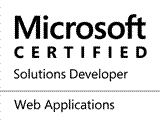 Microsoft
CERTIFIED
Solutions Developer
Web Applications